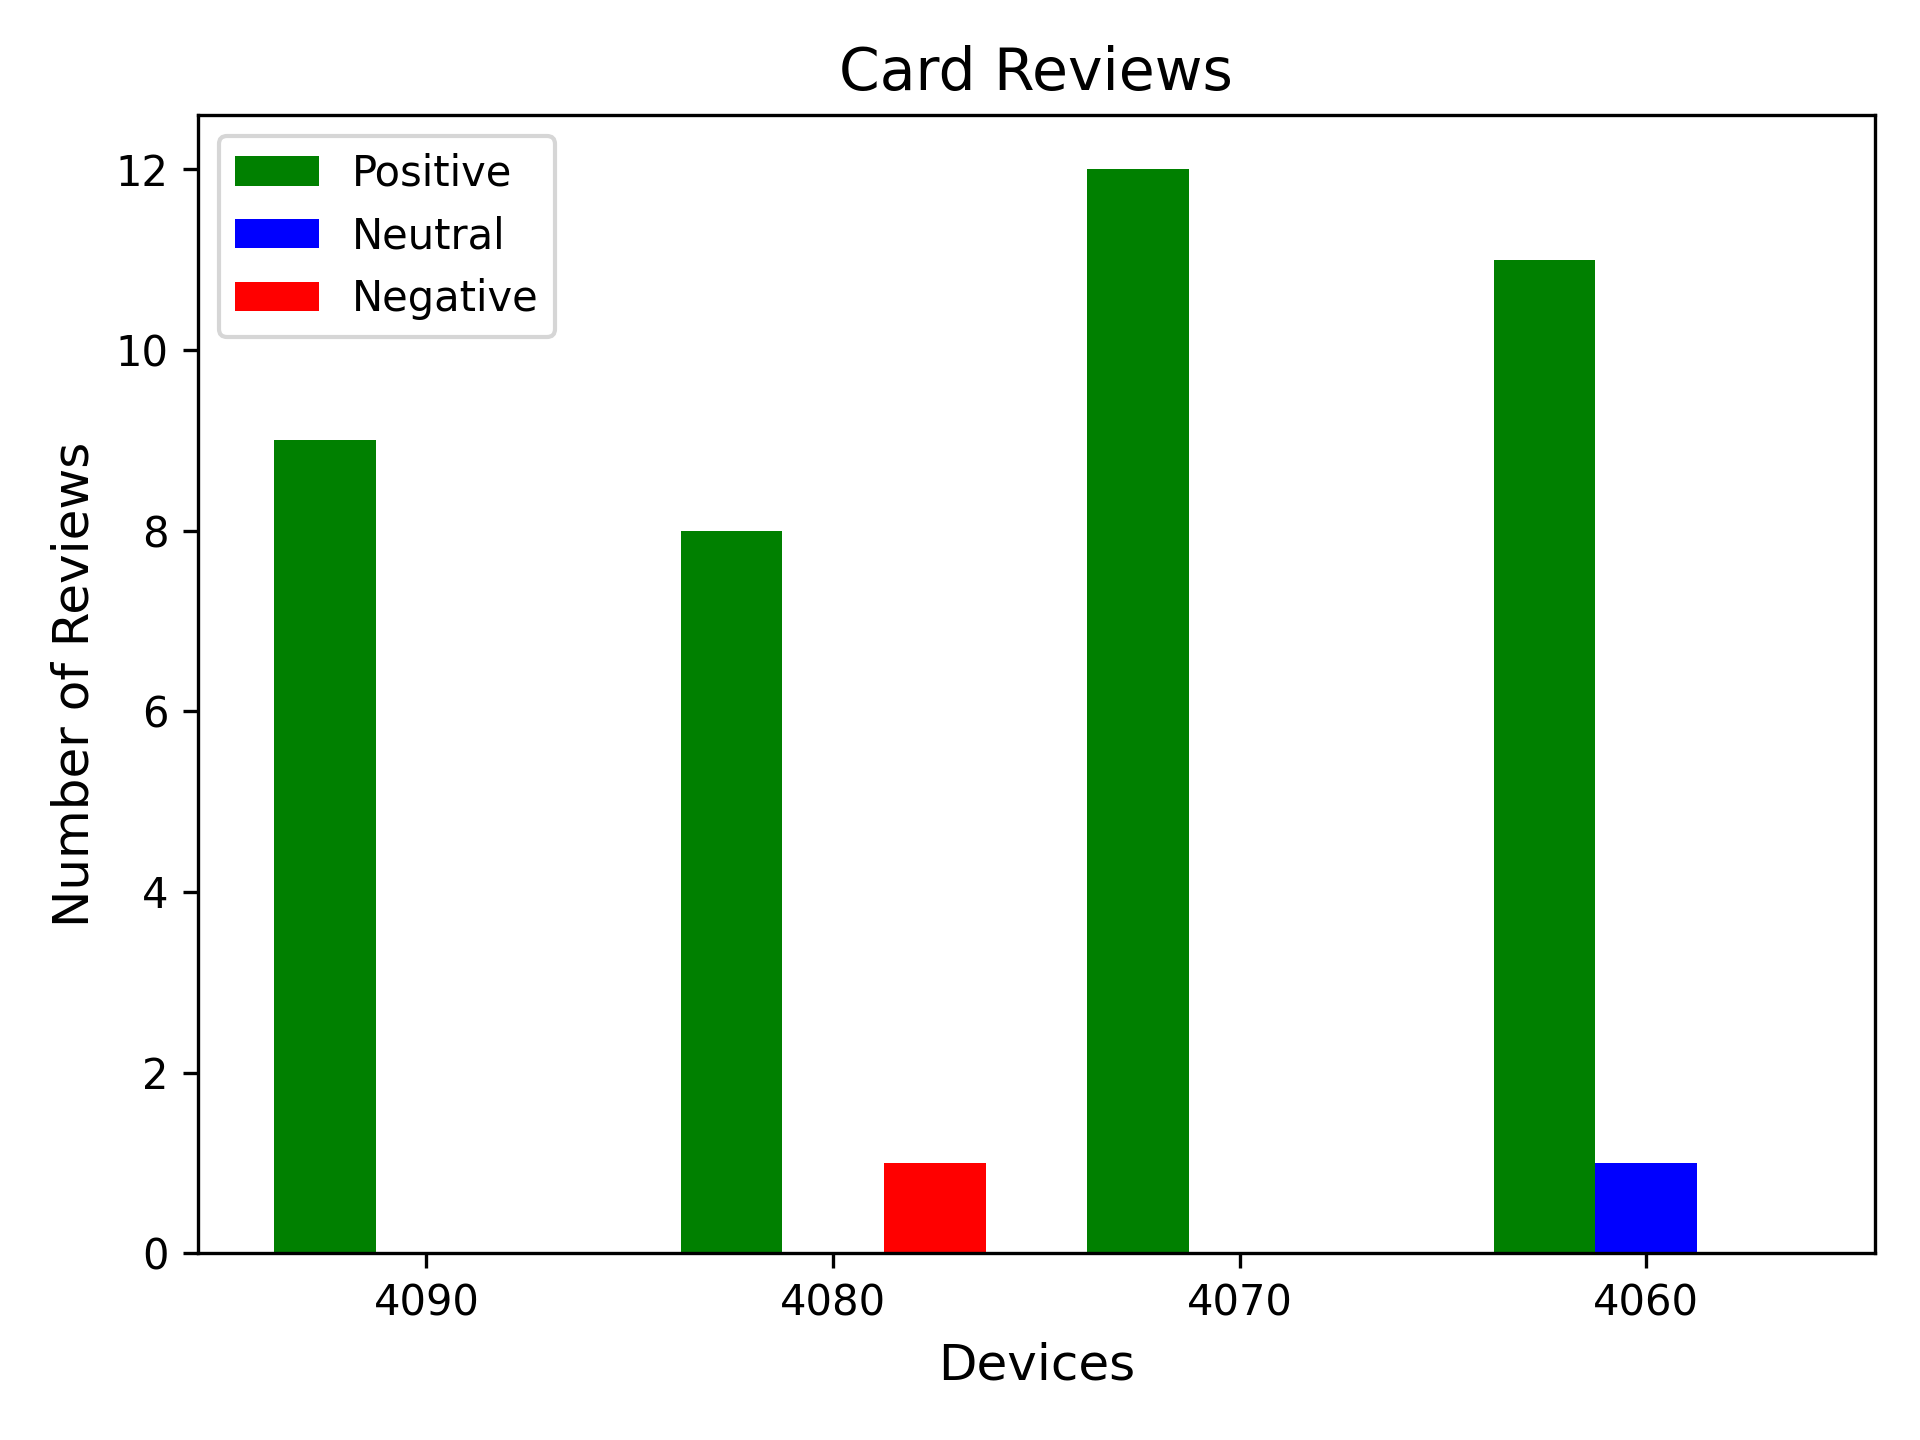 Card Reviews
Positive
Neutral
Negative
12
10
8
6
4
2
0
Number of Reviews
4090 4080 4070 4060
Devices